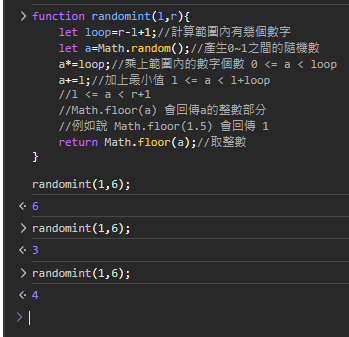 function randomint(l,r){
let loop=r-l+1;//計算範圍內有幾個數字
let a=Math.random();//產生0~1之間的隨機數
a*=loop;//乘上範圍內的數字個數 0 <= a < loop
a+=l;//加上最小值 l <= a < l+loop
//l <= a < r+1
//Math.floor(a) 會回傳a的整數部分
//例如說 Math.floor(1.5) 會回傳 1
return Math.floor(a);//取整數
}
randomint(1,6);
6
randomint(1,6);
3
randomint(1,6);
4